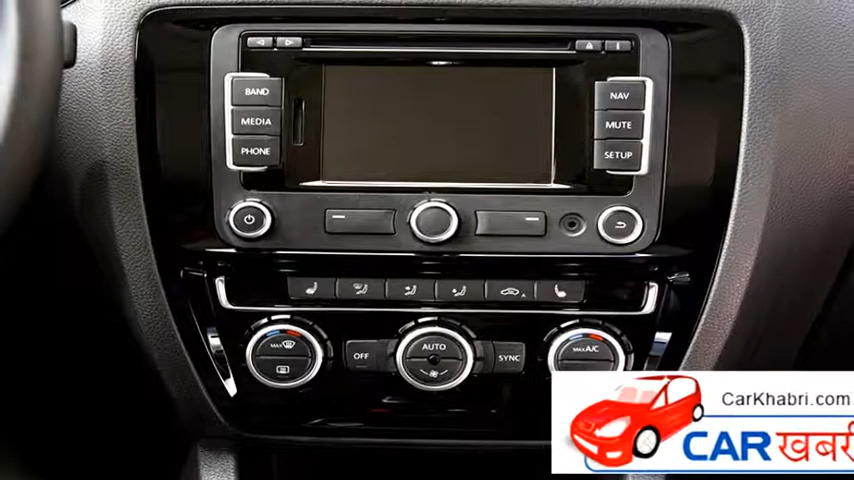 BAND
MEDIA
PHONE
NAV
MUTE
SETUP
MAX
OFF
AUTO
SYNC
MAX A/C
A
CarKhabri.com
CAR खबरी